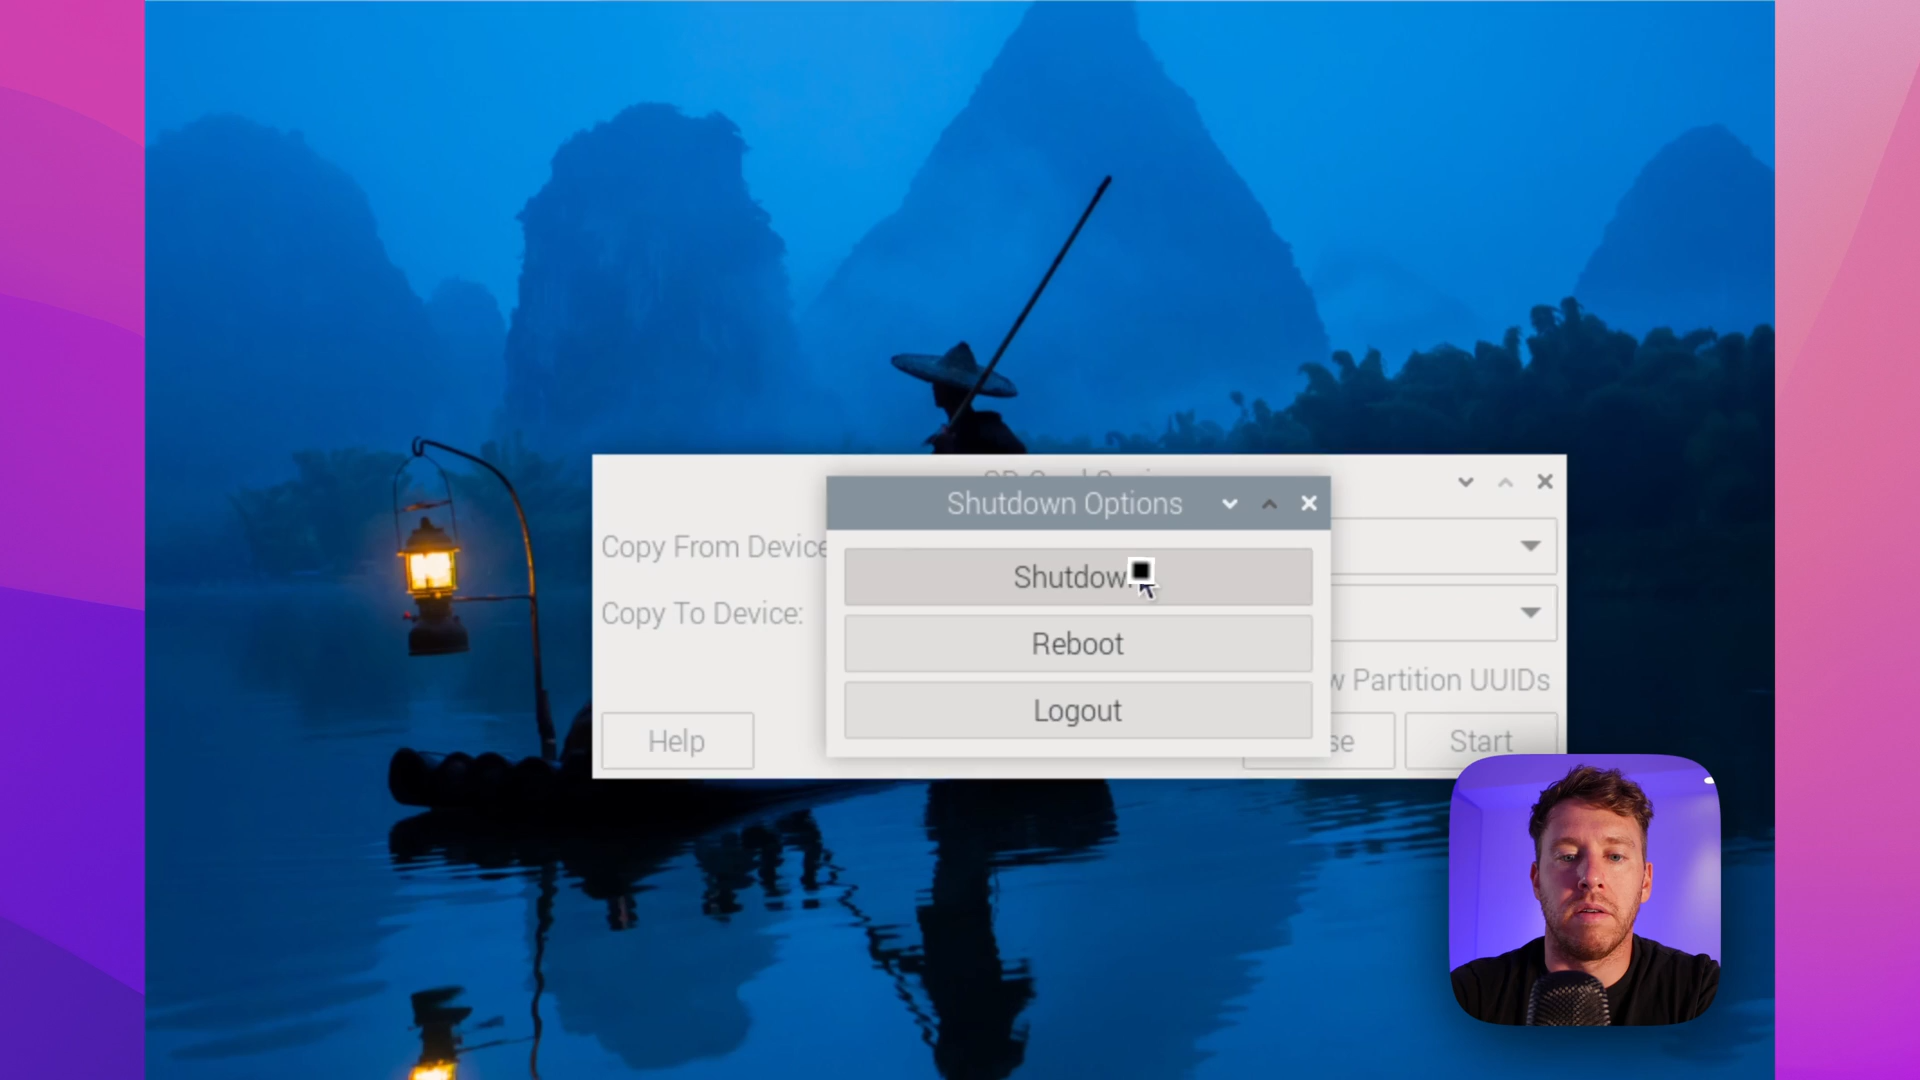 Shutdown Options
Copy From Device
Shutdow
Copy To Device:
Reboot
Partition UUIDs
Logout
Help
Start